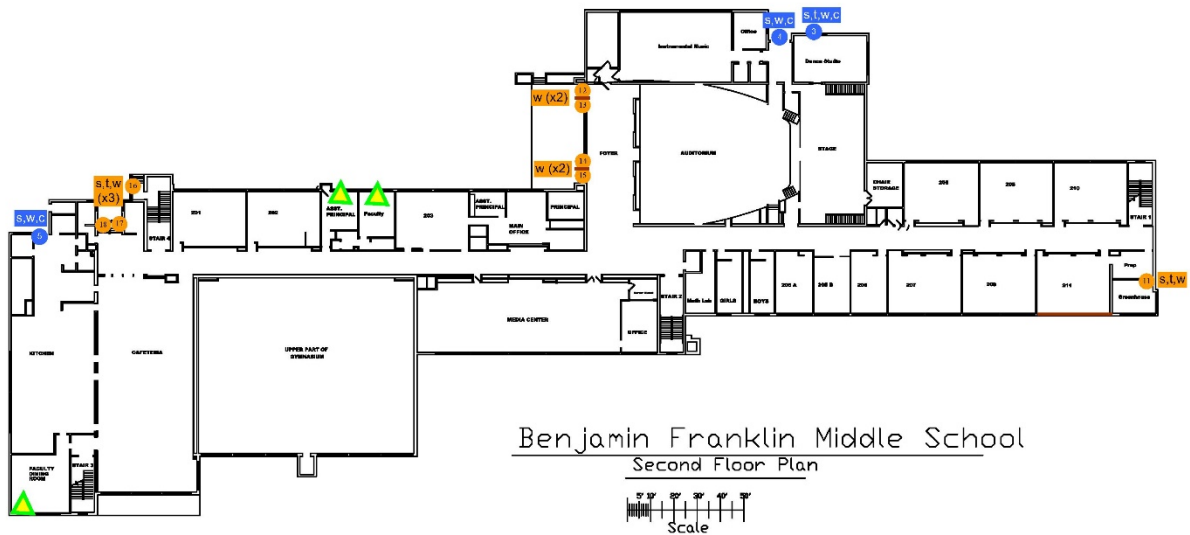 s,w,c
s,t,w,c
4
3
Office
Instrumental Music
Dance Studio
w (x2)
12
13
w (x2)
14
15
FOYER
AUDITORIUM
STAGE
s,t,w
(x3)
16
CHAIR
STORAGE
209
210
STAIR 1
s,w,c
5
18
17
STAIR 4
201
202
ASST.
PRINCIPAL
Faculty
203
ASST.
PRINCIPAL
PRINCIPAL
MAIN
OFFICE
Prep
11
s,t,w
Greenhouse
STAIR 2
Math Lab
GIRLS
BOYS
205 A
205 B
206
207
211
MEDIA CENTER
OFFICE
KITCHEN
CAFETERIA
UPPER PART OF
GYMNASIUM
FACULTY
DINING
ROOM
STAIR 3
Benjamin Franklin Middle School
Second Floor Plan
5' 10' 20' 30' 40' 50'
Scale